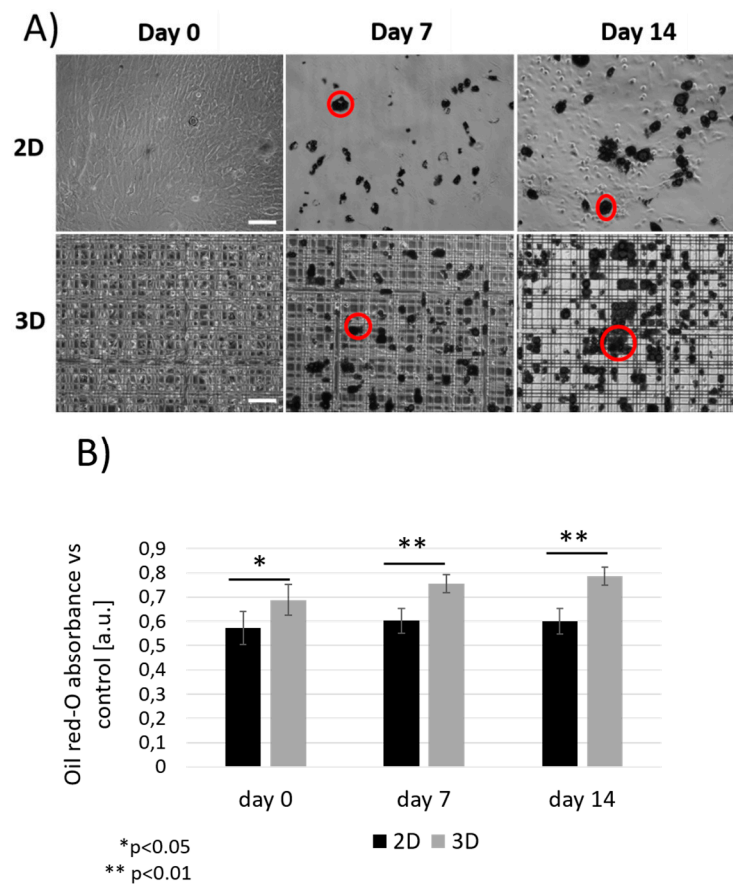 A)
Day 0 Day 7 Day 14
2D
3D
B)
Oil red-O absorbance vs
control [a.u.]
0,9
0,8
0,7
0,6
0,5
0,4
0,3
0,2
0,1
0
* ** **
day 0 day 7 day 14
2D 3D
*p<0.05
** p<0.01